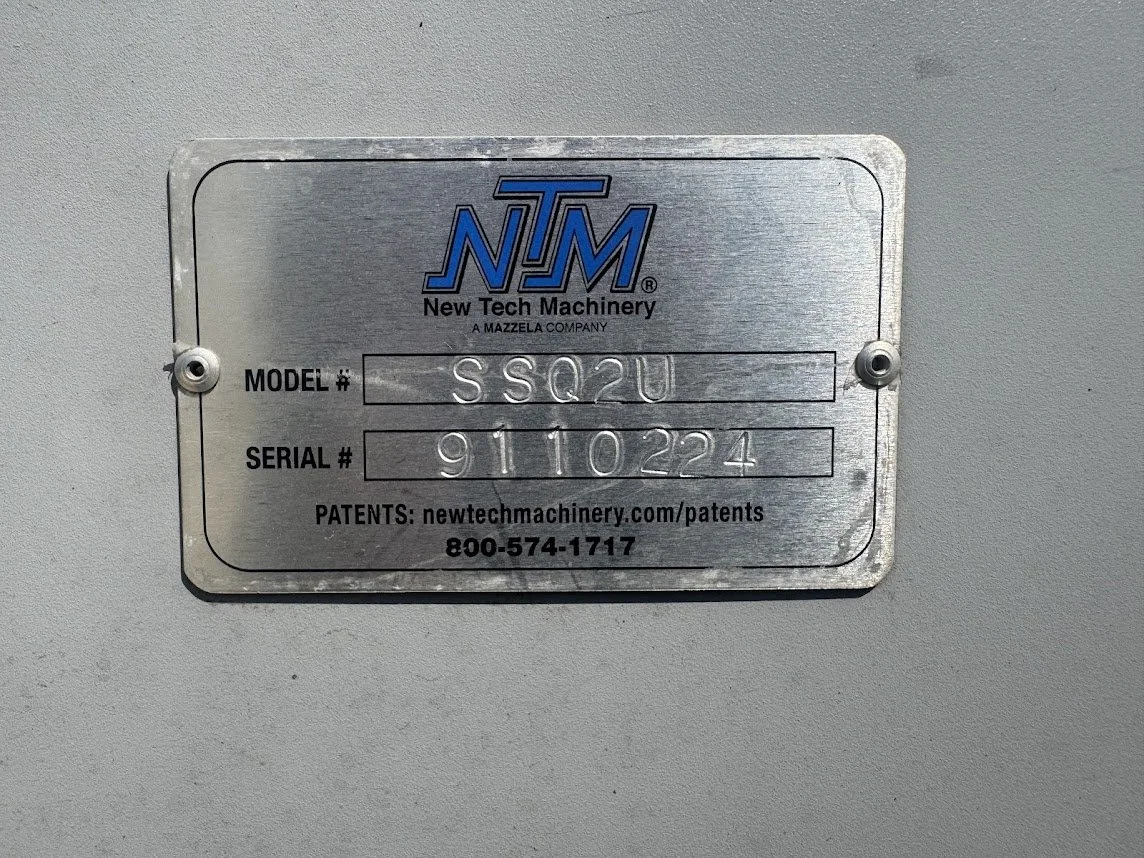 NTM®
New Tech Machinery
A MAZZELA COMPANY
MODEL # SSQ2U
SERIAL # 9110224
PATENTS: newtechmachinery.com/patents
800-574-1717